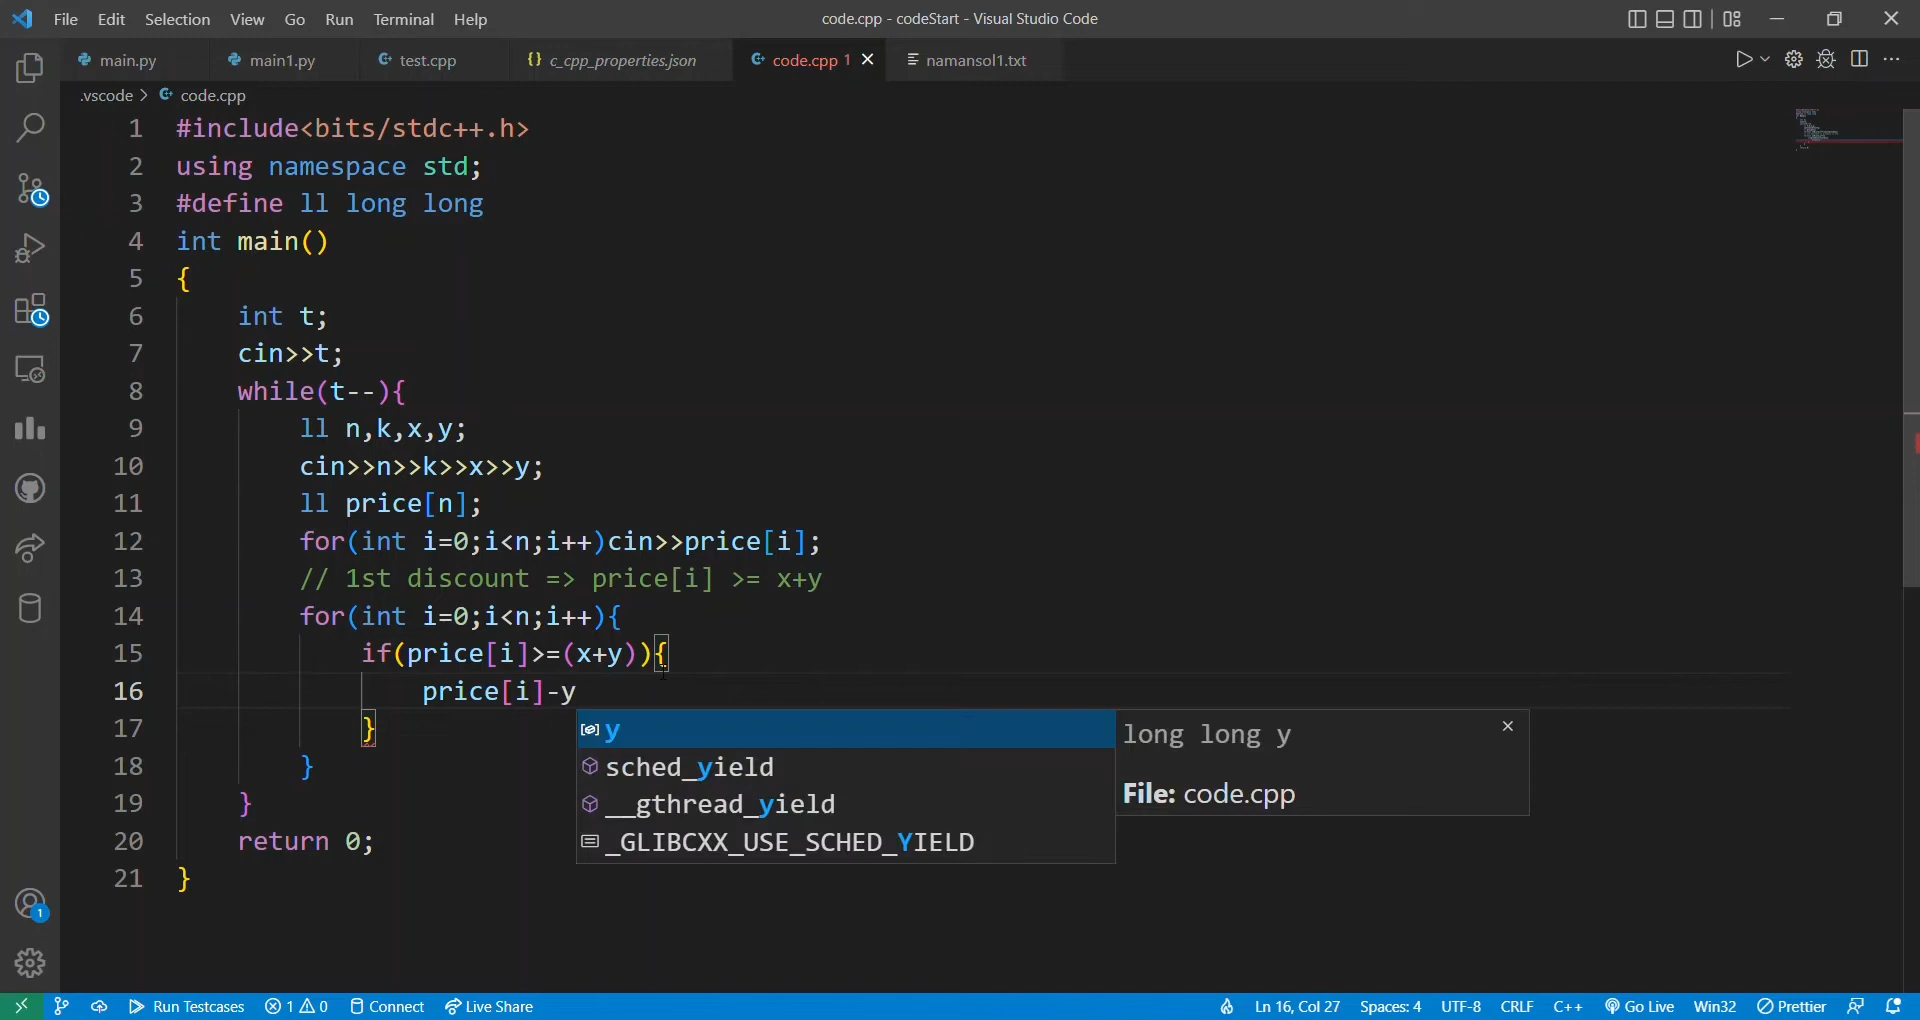 File Edit Selection View Go Run Terminal Help code.cpp - codeStart - Visual Studio Code
main.py main1.py test.cpp {} c_cpp_properties.json code.cpp 1 namansol1.txt
.vscode > code.cpp
1 #include<bits/stdc++.h>
2 using namespace std;
3 #define ll long long
4 int main()
5 {
6 int t;
7 cin>>t;
8 while(t--){
9 ll n,k,x,y;
10 cin>>n>>k>>x>>y;
11 ll price[n];
12 for(int i=0;i<n;i++)cin>>price[i];
13 // 1st discount => price[i] >= x+y
14 for(int i=0;i<n;i++){
15 if(price[i]>=(x+y)){
16 price[i]-y
17 }
18 }
19 }
20 return 0;
21 }
y
sched_yield
__gthread_yield
_GLIBCXX_USE_SCHED_YIELD
long long y
File: code.cpp
1
Run Testcases 1 0 Connect Live Share Ln 16, Col 27 Spaces: 4 UTF-8 CRLF C++ Go Live Win32 Prettier